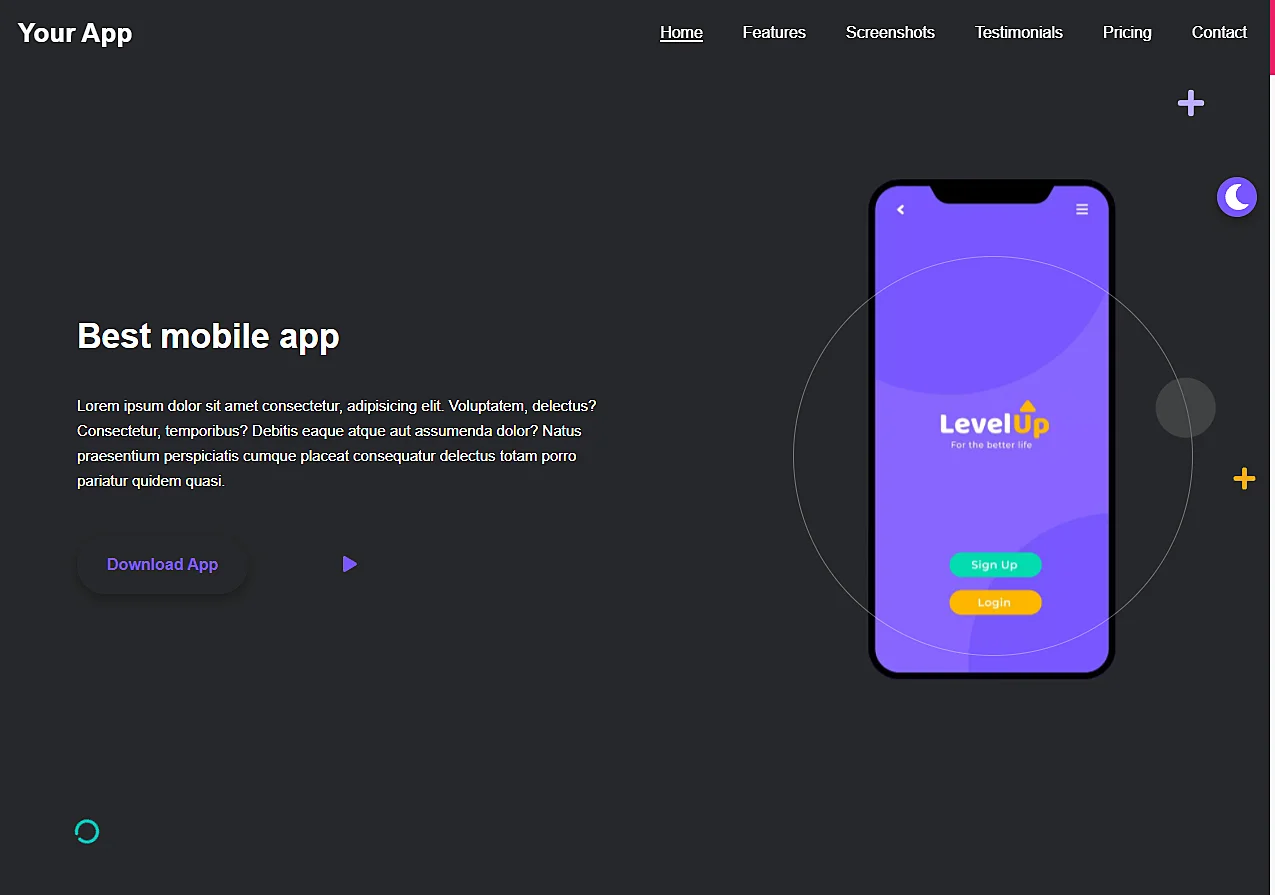 Your App
Home Features Screenshots Testimonials Pricing Contact
Best mobile app
Lorem ipsum dolor sit amet consectetur, adipisicing elit. Voluptatem, delectus?
Consectetur, temporibus? Debitis eaque atque aut assumenda dolor? Natus
praesentium perspiciatis cumque placeat consequatur delectus totam porro
pariatur quidem quasi.
Download App
LevelUp
For the better life
Sign Up
Login